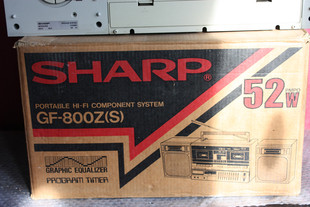 SHARP®
52W
PORTABLE HI-FI COMPONENT SYSTEM
GF-800Z(S)
GRAPHIC EQUALIZER
PROGRAM TIMER